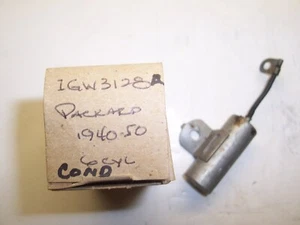 IGW3128A
PACKARD
1940-50
6 CYL
COND